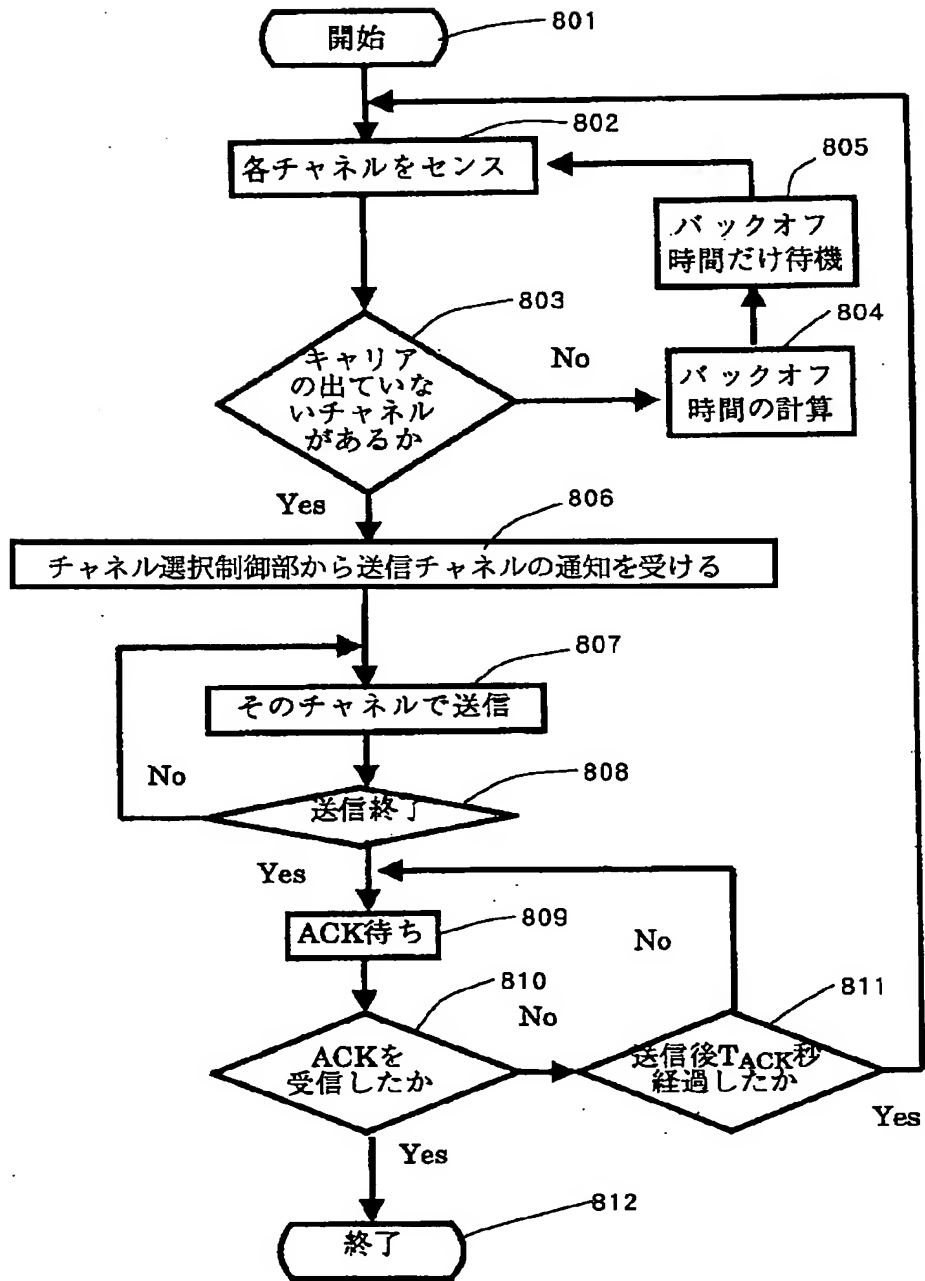 開始
801
802
各チャネルをセンス
805
バックオフ
時間だけ待機
803
804
キャリア
の出ていな
いチャネル
があるか
No
バックオフ
時間の計算
Yes
806
チャネル選択制御部から送信チャネルの通知を受ける
807
そのチャネルで送信
No
808
送信終了
Yes
ACK待ち
809
No
810
No
811
ACKを
受信したか
送信後TACK秒
経過したか
Yes
Yes
812
終了